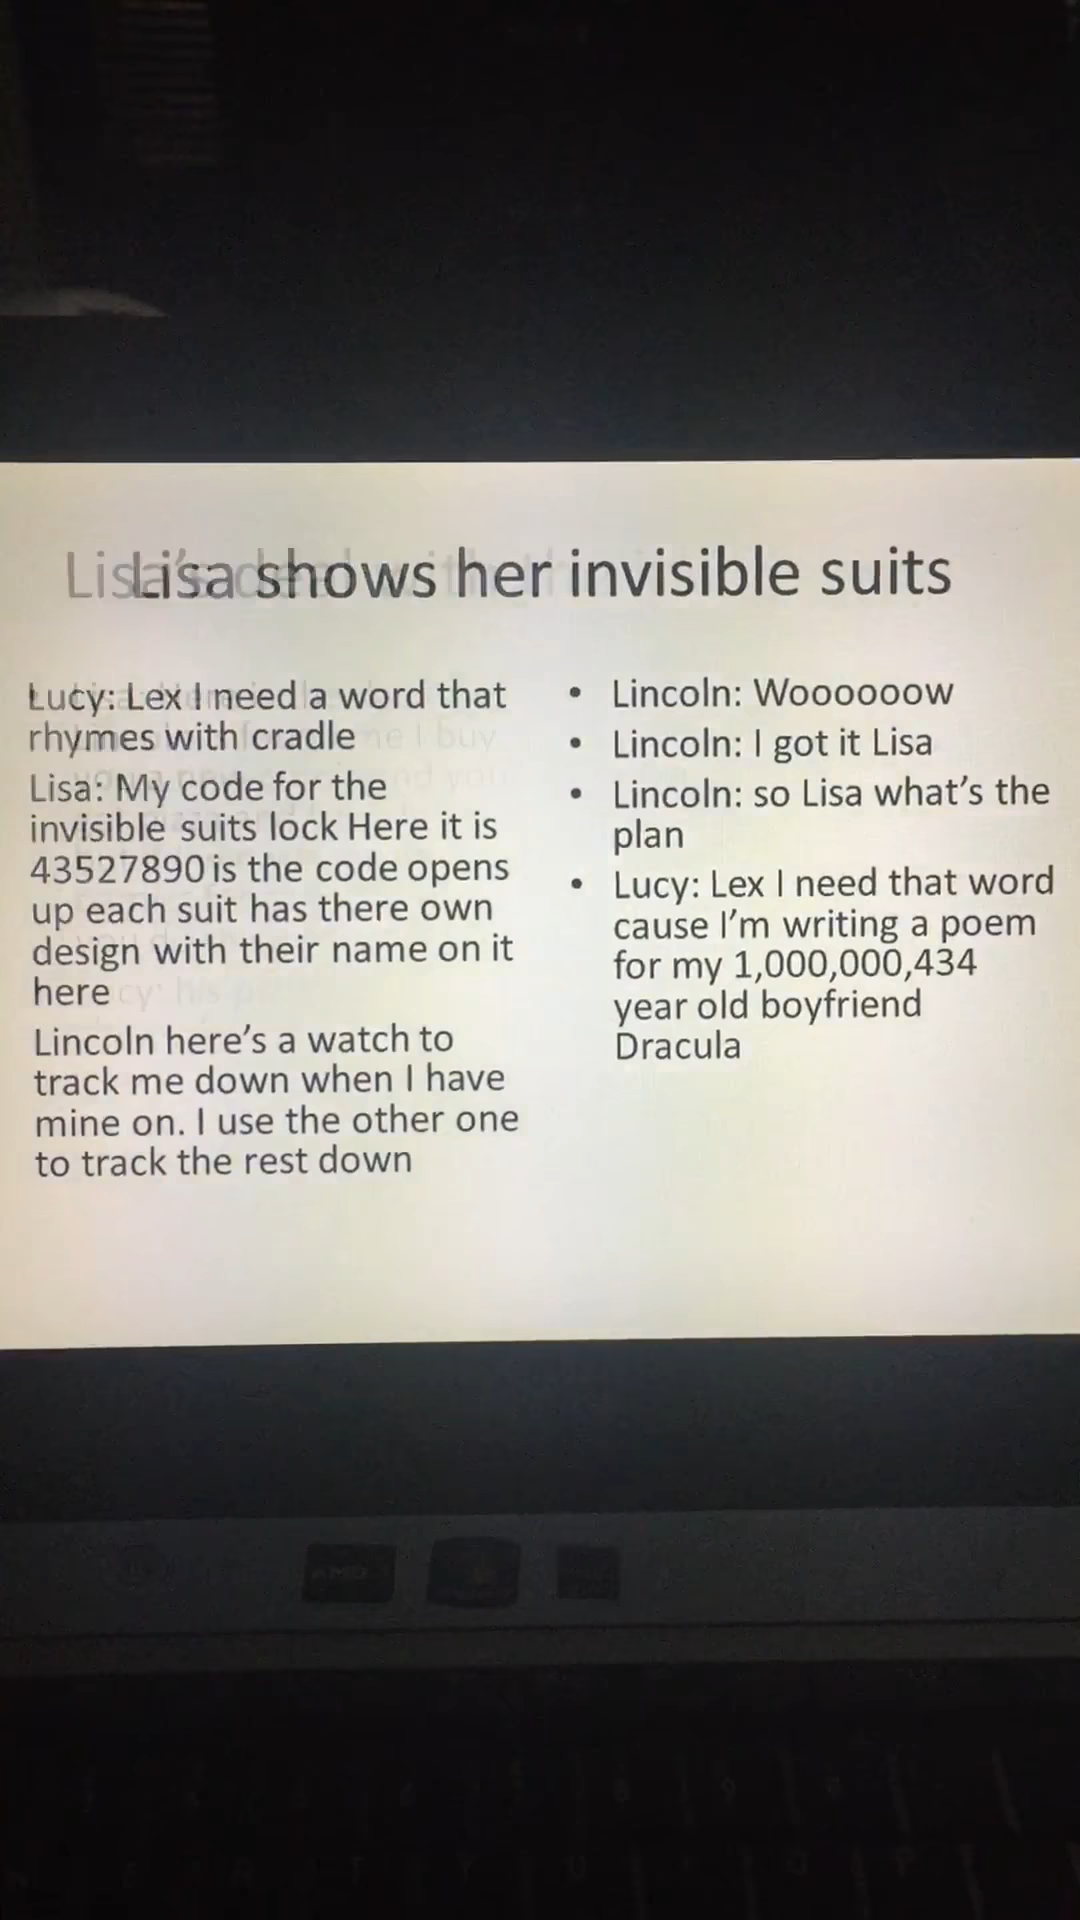 Lisa shows her invisible suits
Lucy: Lex I need a word that
rhymes with cradle
Lisa: My code for the
invisible suits lock Here it is
43527890 is the code opens
up each suit has there own
design with their name on it
here
Lincoln here's a watch to
track me down when I have
mine on. I use the other one
to track the rest down
• Lincoln: Woooooow
• Lincoln: I got it Lisa
• Lincoln: so Lisa what's the
plan
• Lucy: Lex I need that word
cause I'm writing a poem
for my 1,000,000,434
year old boyfriend
Dracula
AMD